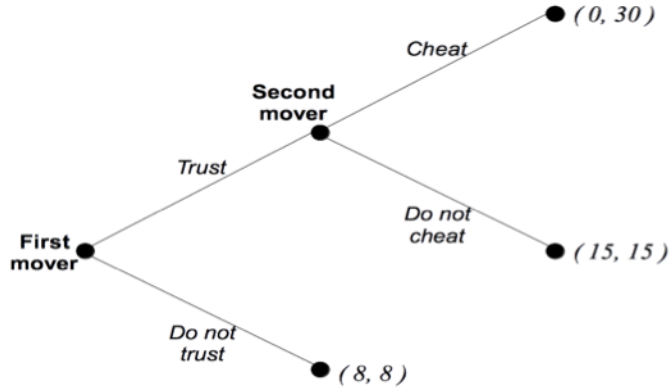 ( 0, 30 )
Cheat
Second
mover
Trust
Do not
cheat
First
mover
( 15, 15 )
Do not
trust
( 8, 8 )